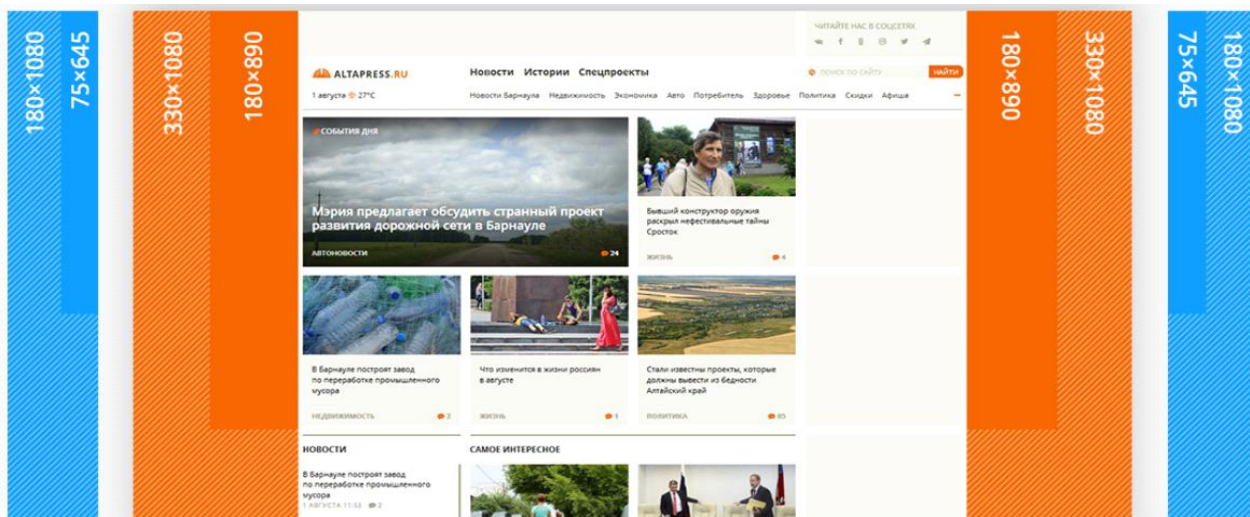 180×1080
75×645
330×1080
180×890
ЧИТАЙТЕ НАС В СОЦСЕТЯХ
ALTAPRESS.RU
Новости Истории Спецпроекты
ПОИСК ПО САЙТУ
НАЙТИ
1 августа 27°C
Новости Барнаула Недвижимость Экономика Авто Потребитель Здоровье Политика Скидки Афиша
СОБЫТИЯ ДНЯ
Мэрия предлагает обсудить странный проект
развития дорожной сети в Барнауле
АВТОНОВОСТИ 24
Бывший конструктор оружия
раскрыл нефестивальные тайны
Сросток
ЖИЗНЬ 4
В Барнауле построят завод
по переработке промышленного
мусора
НЕДВИЖИМОСТЬ 2
Что изменится в жизни россиян
в августе
ЖИЗНЬ 1
Стали известны проекты, которые
должны вывести из бедности
Алтайский край
ПОЛИТИКА 85
НОВОСТИ
В Барнауле построят завод
по переработке промышленного
мусора
1 АВГУСТА 11:53 2
САМОЕ ИНТЕРЕСНОЕ
180×890
330×1080
75×645
180×1080